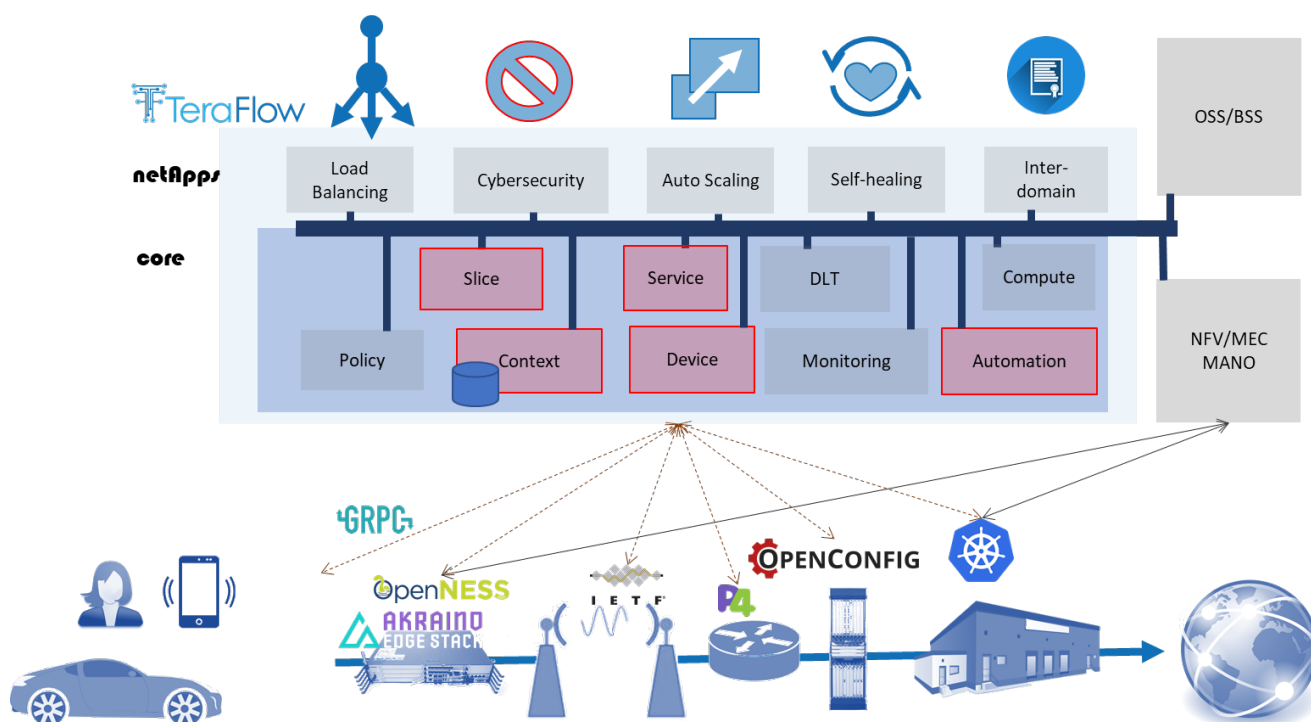 TeraFlow
OSS/BSS
netApps
Load
Balancing
Cybersecurity
Auto Scaling
Self-healing
Inter-
domain
core
Slice
Service
DLT
Compute
Policy
Context
Device
Monitoring
Automation
NFV/MEC
MANO
GRPC
OPENCONFIG
OpenNESS
IETF
P4
AKRAINO
EDGE STACK